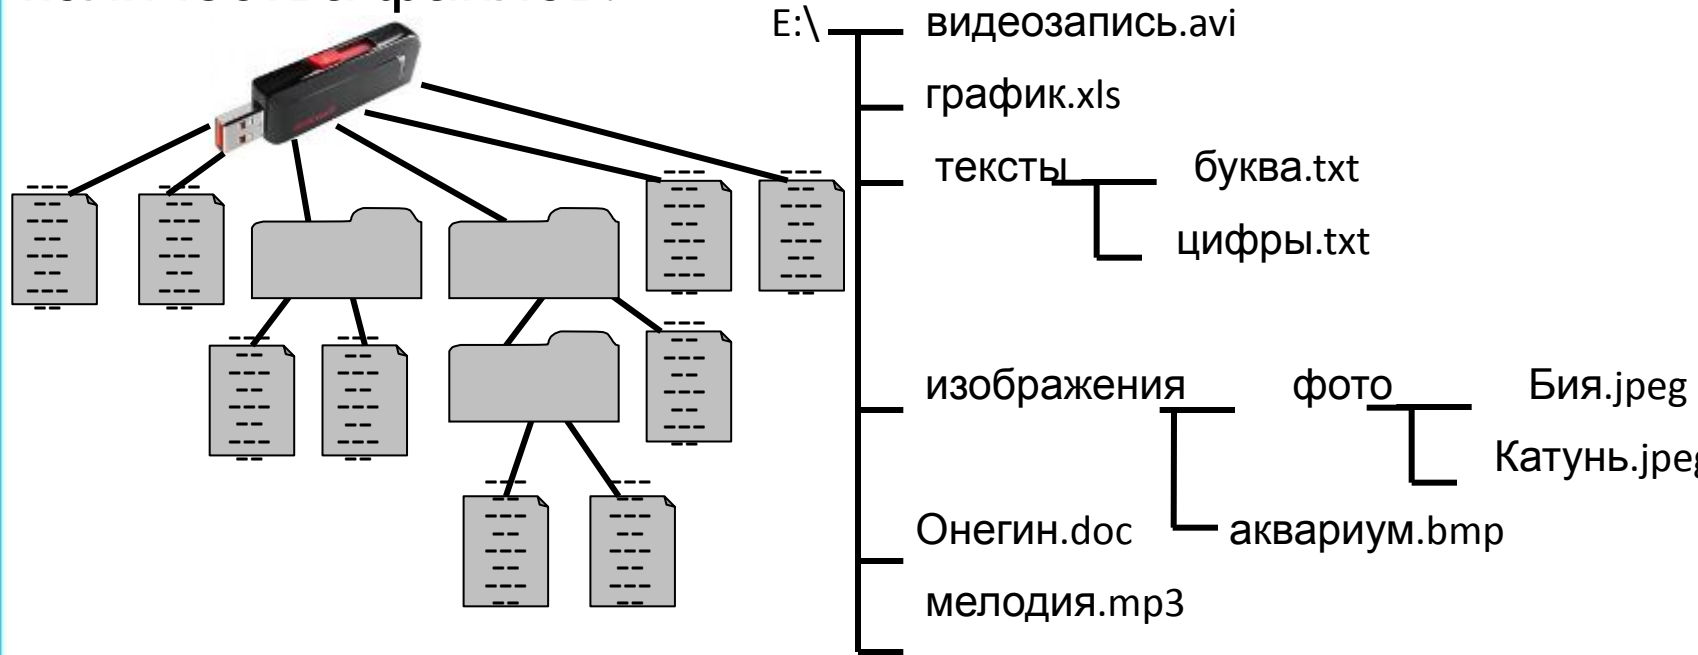 E:\ видеозапись.avi
график.xls
тексты буква.txt
цифры.txt
изображения фото Бия.jpeg
Катунь.jpeg
Онегин.doc аквариум.bmp
мелодия.mp3